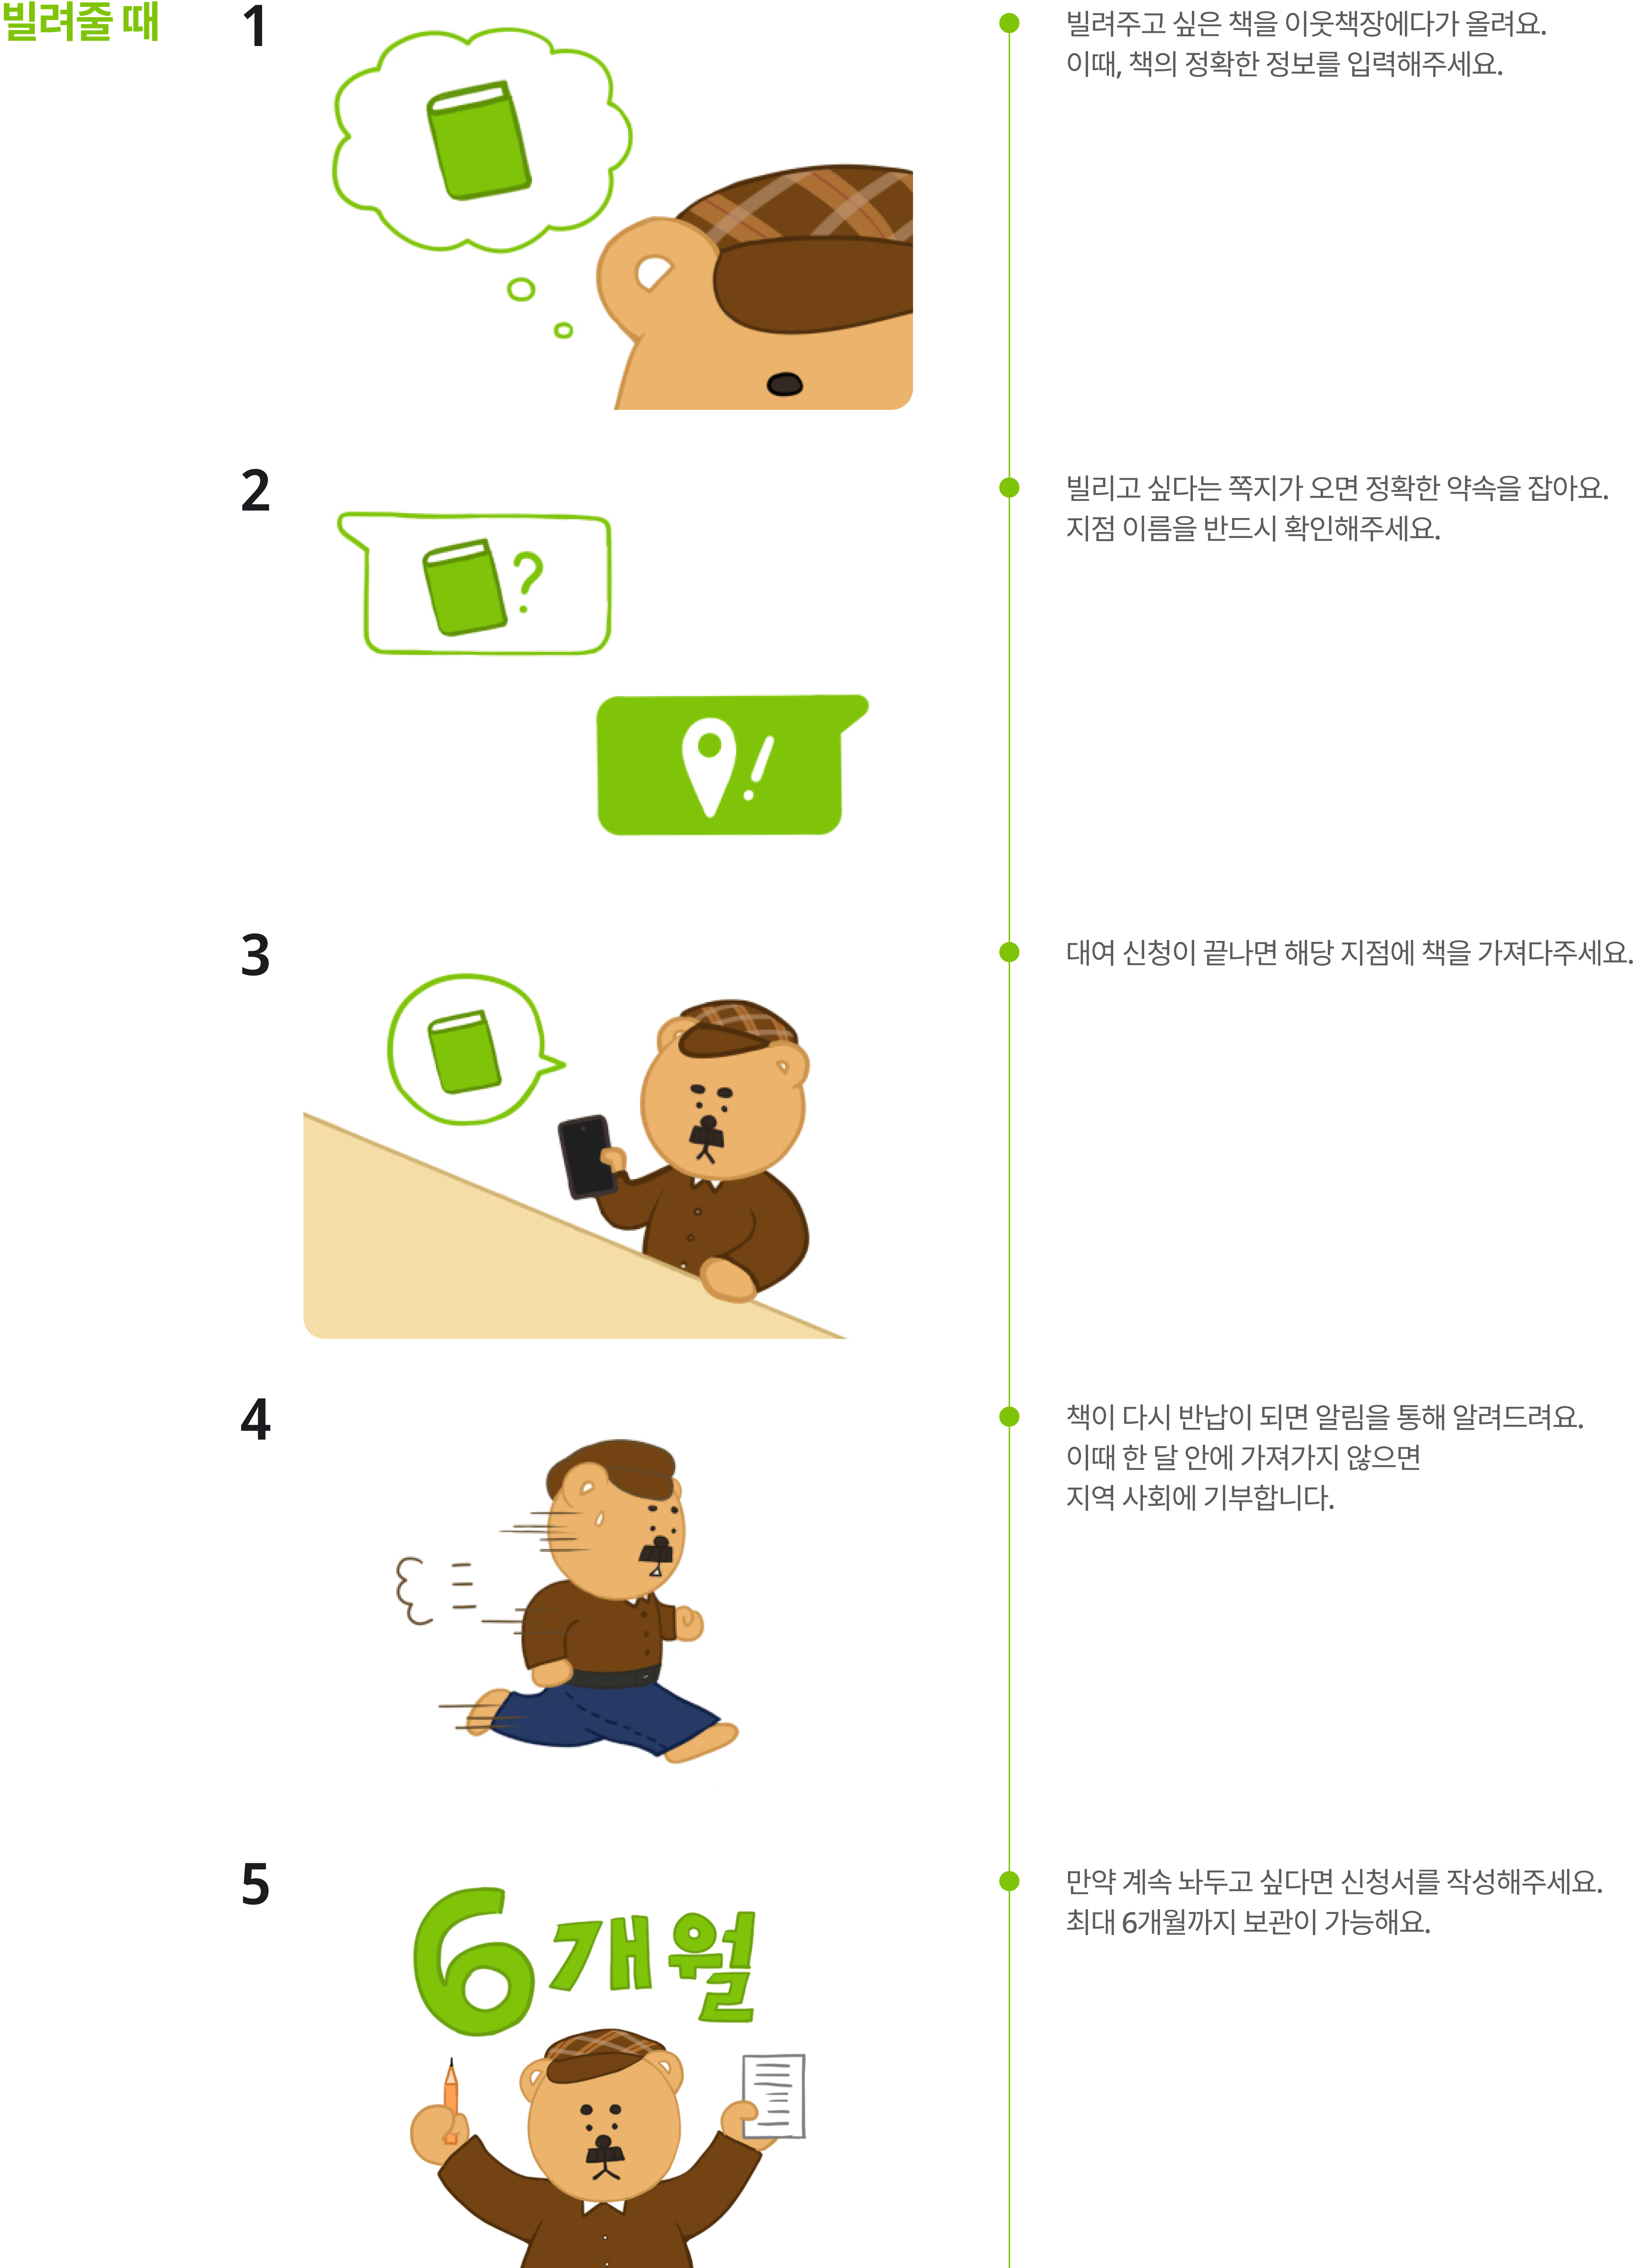 빌려줄 때
1
빌려주고 싶은 책을 이웃책장에다가 올려요.
이때, 책의 정확한 정보를 입력해주세요.
2
?
!
빌리고 싶다는 쪽지가 오면 정확한 약속을 잡아요.
지점 이름을 반드시 확인해주세요.
3
대여 신청이 끝나면 해당 지점에 책을 가져다주세요.
4
책이 다시 반납이 되면 알림을 통해 알려드려요.
이때 한 달 안에 가져가지 않으면
지역 사회에 기부합니다.
5
6개월
만약 계속 놔두고 싶다면 신청서를 작성해주세요.
최대 6개월까지 보관이 가능해요.